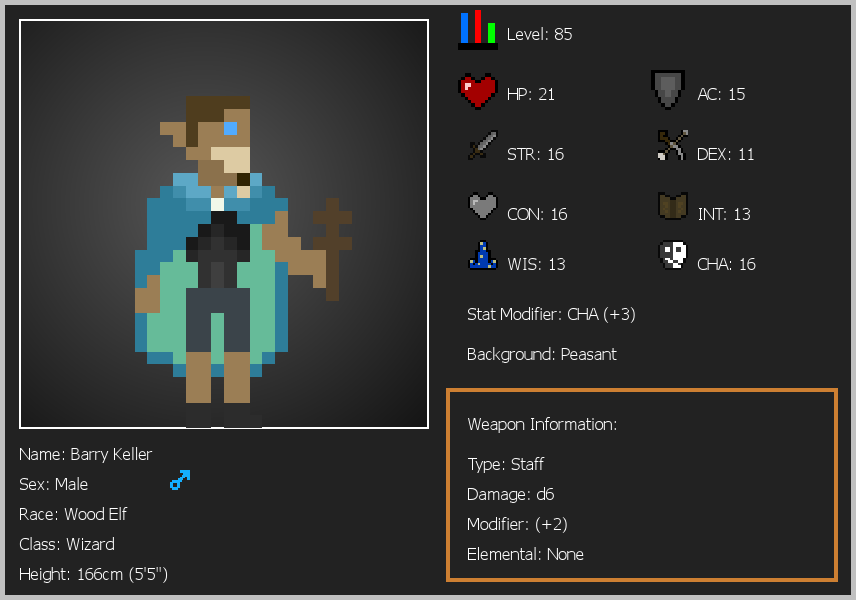 Level: 85
HP: 21
AC: 15
STR: 16
DEX: 11
CON: 16
INT: 13
WIS: 13
CHA: 16
Stat Modifier: CHA (+3)
Background: Peasant
Weapon Information:
Type: Staff
Damage: d6
Modifier: (+2)
Elemental: None
Name: Barry Keller
Sex: Male
Race: Wood Elf
Class: Wizard
Height: 166cm (5'5")